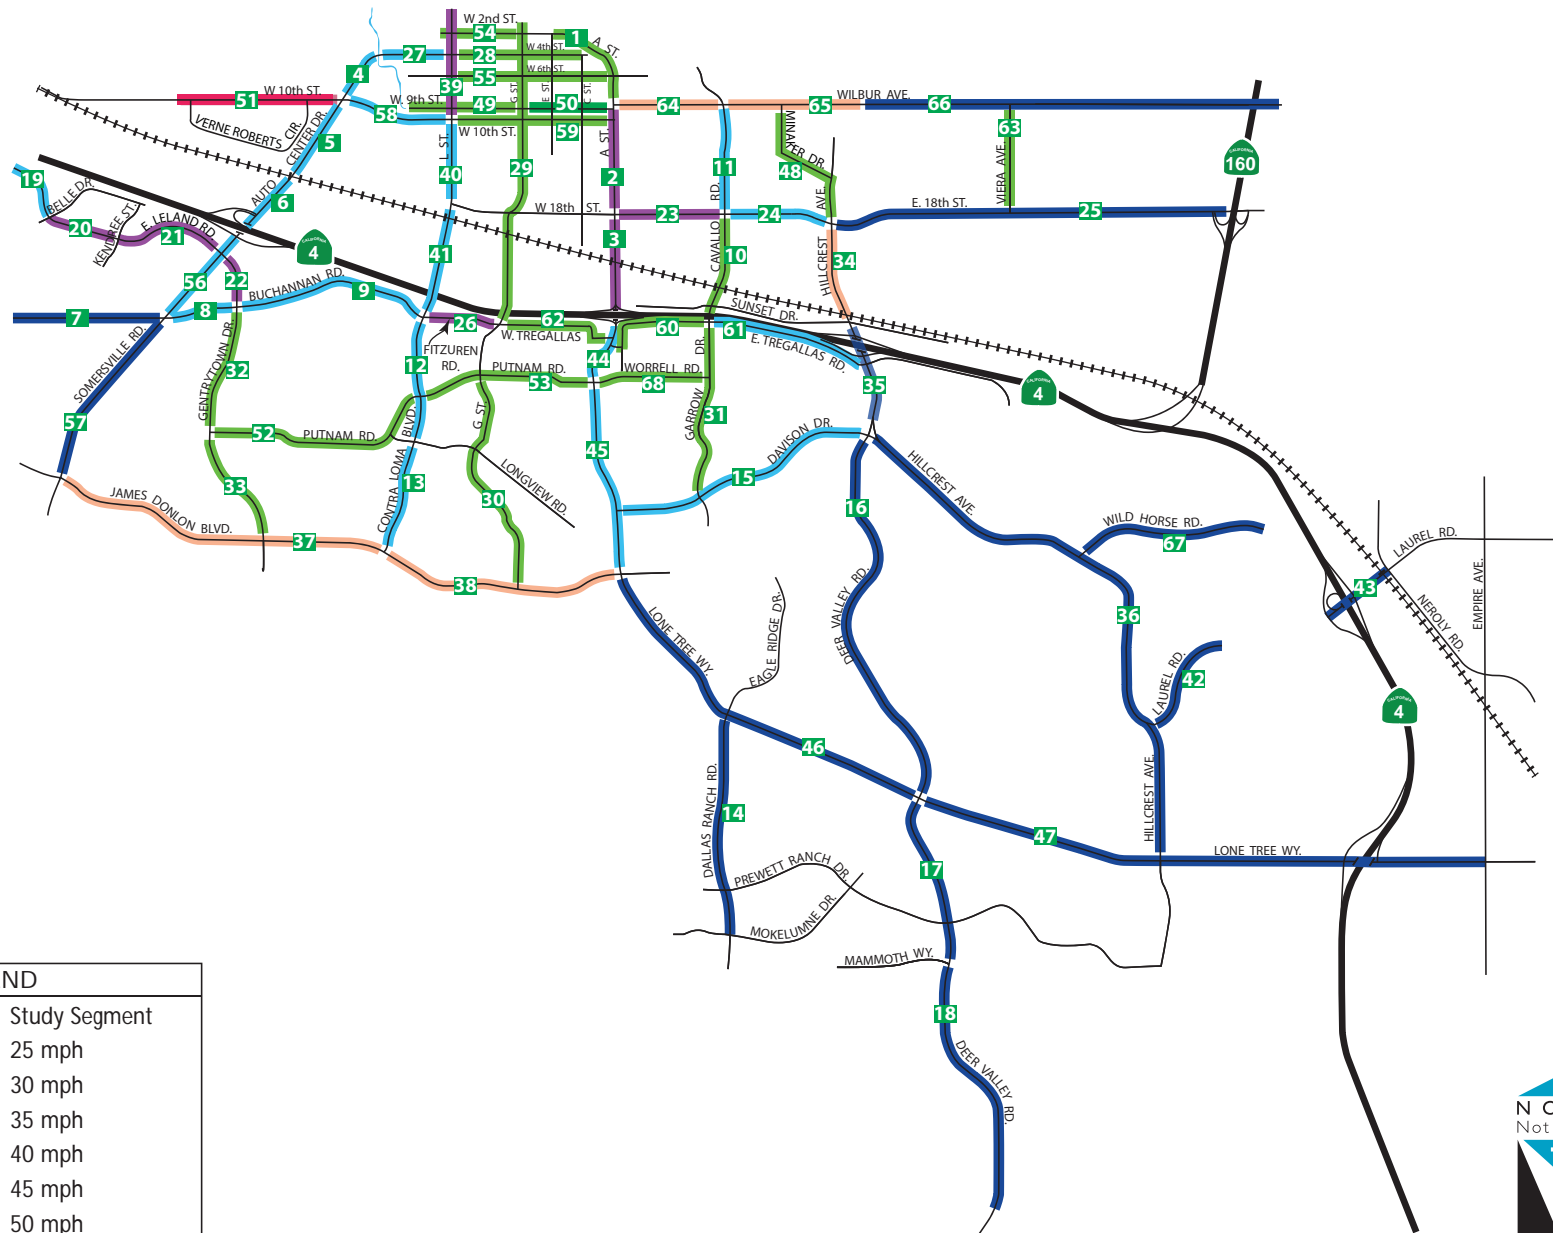 W 2nd ST.
54
1
A ST.
27
28
W 4th ST.
4
55
W 6th ST.
39
G ST.
E ST.
C ST.
51
W 10th ST.
W. 9th ST.
49
50
64
65
WILBUR AVE.
66
58
W 10th ST.
59
VERNE ROBERTS CIR.
5
CENTER DR.
AUTO
L ST.
A ST.
MINAKER DR.
63
VIERA AVE.
CALIFORNIA
160
19
40
29
2
11
RD.
48
BELLE DR.
6
20
KENDREE ST.
21
E. LELAND RD.
W 18th ST.
23
24
AVE.
E. 18th ST.
25
CALIFORNIA
4
41
3
CAVALLO
10
HILLCREST
34
56
22
BUCHANNAN RD.
9
7
8
26
62
60
61
SUNSET DR.
FITZUREN
RD.
W. TREGALLAS
E. TREGALLAS RD.
SOMERSVILLE RD.
GENTRYTOWN DR.
32
12
PUTNAM RD.
53
44
WORRELL RD.
68
DR.
35
CALIFORNIA
4
57
52
PUTNAM RD.
BLVD.
G ST.
GARROW
31
DAVISON DR.
33
CONTRA LOMA
13
30
LONGVIEW RD.
45
15
16
HILLCREST AVE.
JAMES DONLON BLVD.
37
38
WILD HORSE RD.
67
LAUREL RD.
43
NEROLY RD.
EMPIRE AVE.
LONE TREE WY.
EAGLE RIDGE DR.
DEER VALLEY RD.
36
LAUREL RD.
42
CALIFORNIA
4
46
DALLAS RANCH RD.
14
47
HILLCREST AVE.
LONE TREE WY.
PREWETT RANCH DR.
17
MOKELUMNE DR.
MAMMOTH WY.
18
DEER VALLEY RD.
ND
Study Segment
25 mph
30 mph
35 mph
40 mph
45 mph
50 mph
N O
Not